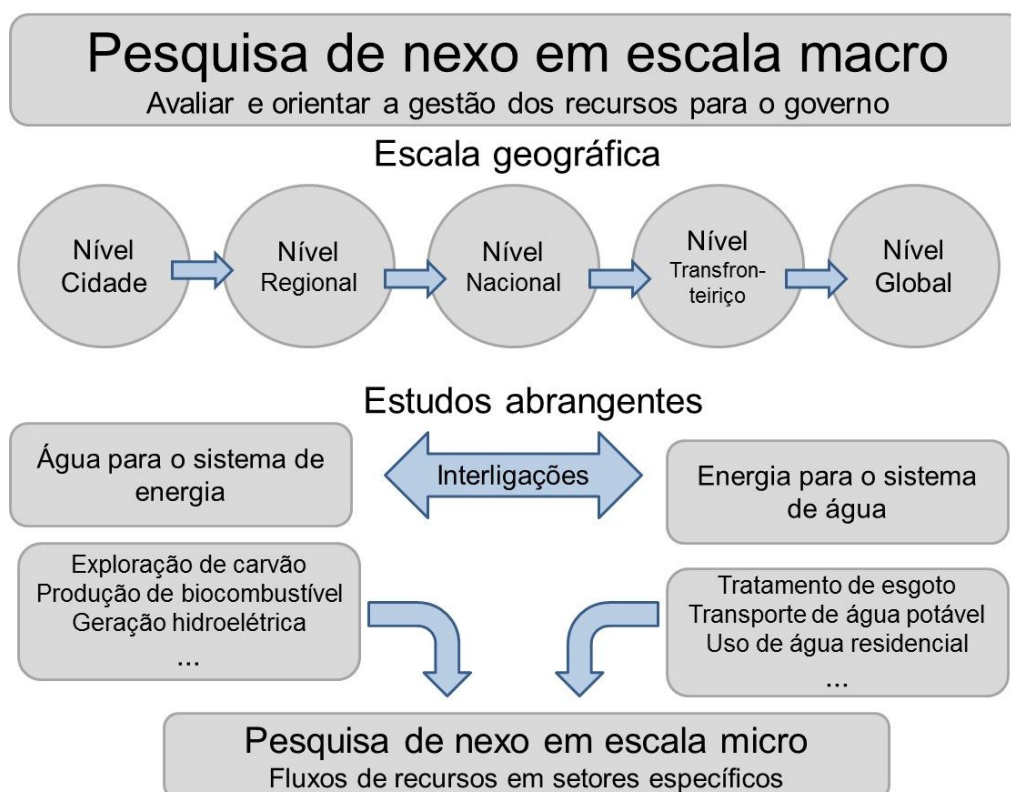 Pesquisa de nexo em escala macro
Avaliar e orientar a gestão dos recursos para o governo
Escala geográfica
Nível
Cidade
Nível
Regional
Nível
Nacional
Nível
Transfron-
teiriço
Nível
Global
Estudos abrangentes
Água para o sistema de
energia
Interligações
Energia para o sistema
de água
Exploração de carvão
Produção de biocombustível
Geração hidroelétrica
...
Tratamento de esgoto
Transporte de água potável
Uso de água residencial
...
Pesquisa de nexo em escala micro
Fluxos de recursos em setores específicos